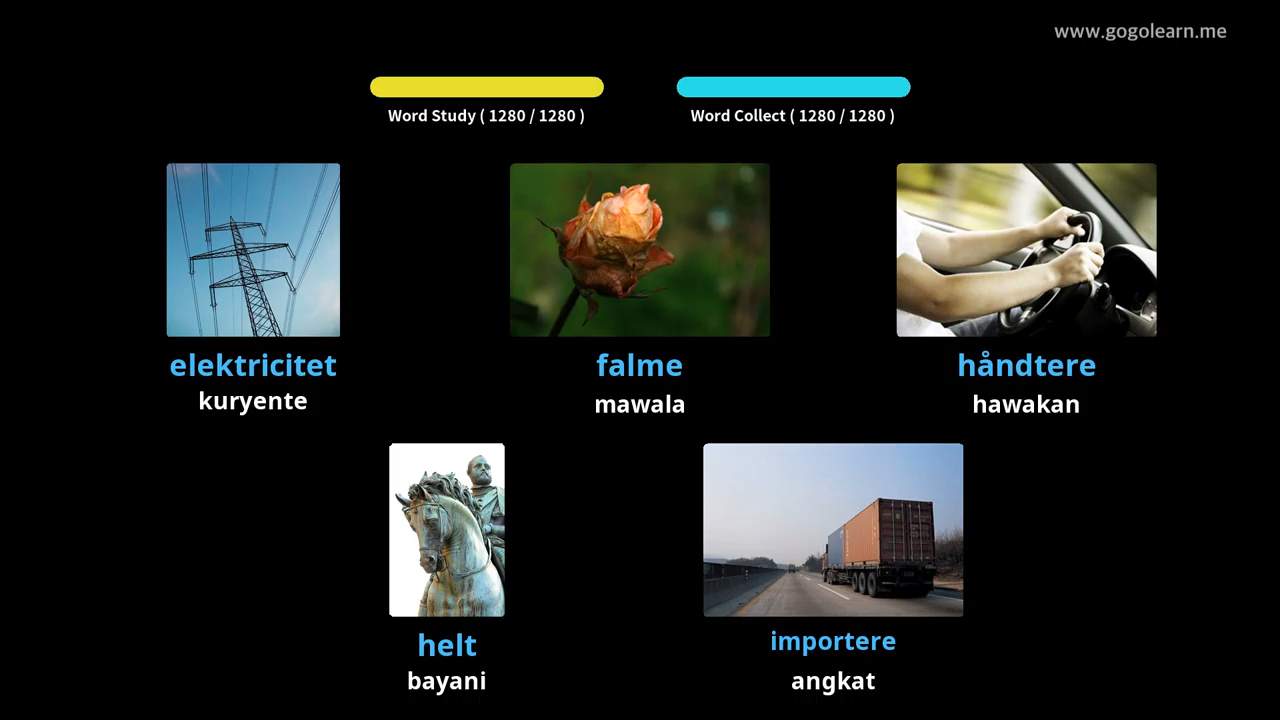 www.gogolearn.me
Word Study ( 1280 / 1280 )
Word Collect ( 1280 / 1280 )
elektricitet
kuryente
falme
mawala
håndtere
hawakan
helt
bayani
importere
angkat